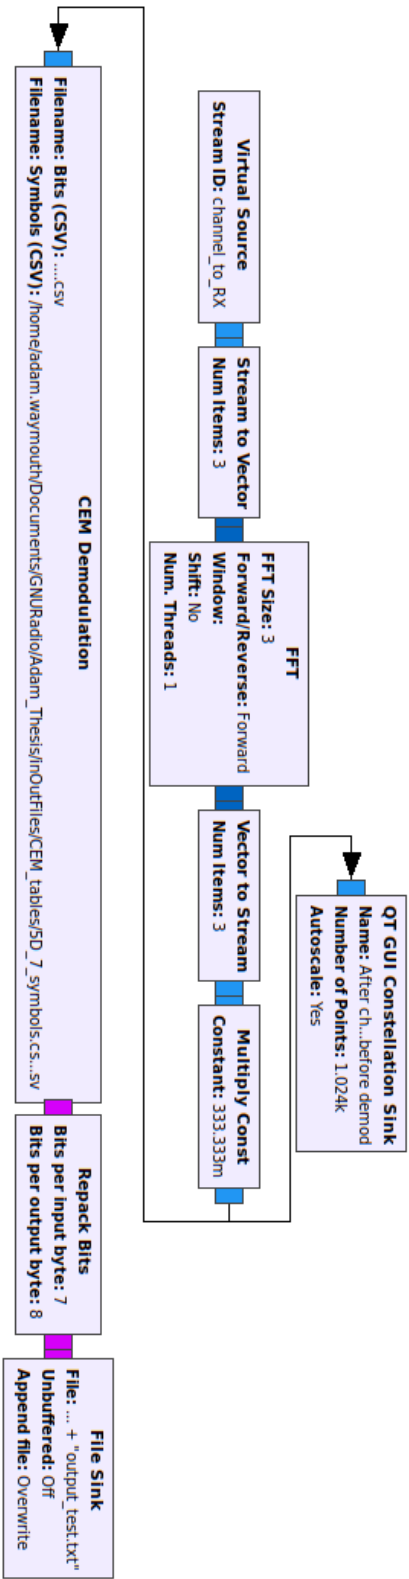 Virtual Source
Stream ID: channel_to_RX
Stream to Vector
Num Items: 3
FFT
FFT Size: 3
Forward/Reverse: Forward
Window:
Shift: No
Num. Threads: 1
Vector to Stream
Num Items: 3
Multiply Const
Constant: 333.333m
QT GUI Constellation Sink
Name: After ch...before demod
Number of Points: 1.024k
Autoscale: Yes
CEM Demodulation
Filename: Bits (CSV): ....csv
Filename: Symbols (CSV): /home/adam.waymouth/Documents/GNURadio/Adam_Thesis/inOutFiles/CEM_tables/5D_7_symbols.cs...sv
Repack Bits
Bits per input byte: 7
Bits per output byte: 8
File Sink
File: ... + "output_test.txt"
Unbuffered: Off
Append file: Overwrite